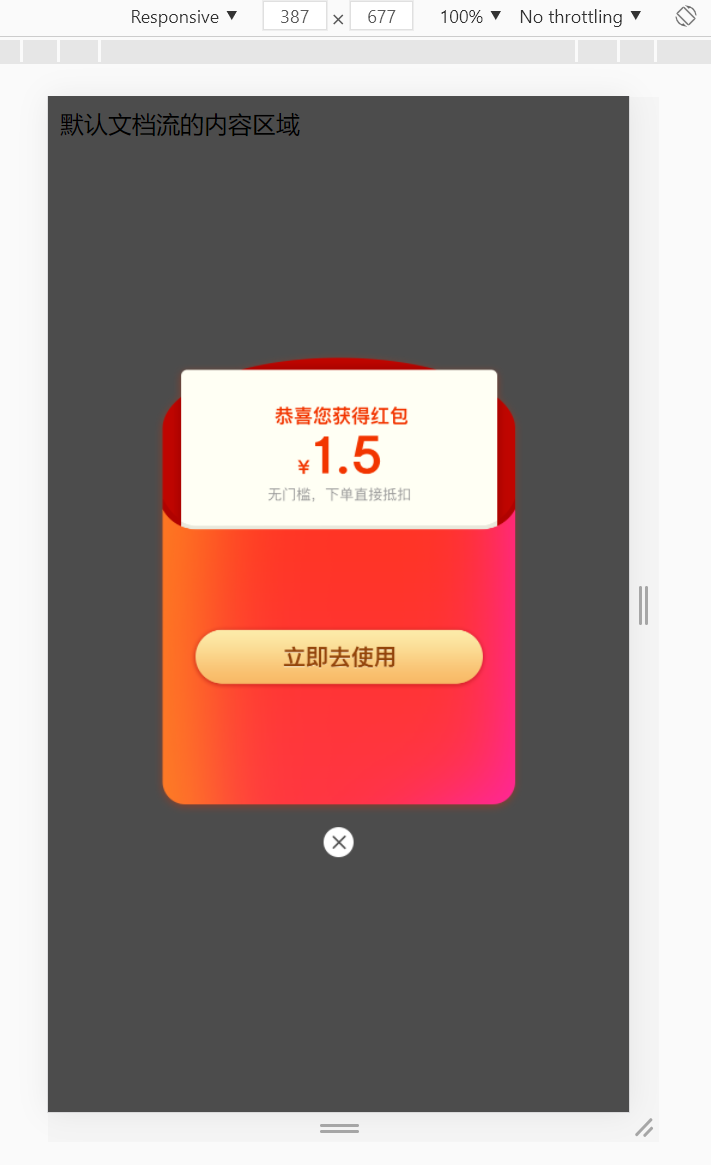 Responsive ▼ 387 × 677 100% ▼ No throttling ▼
默认文档流的内容区域
恭喜您获得红包
¥1.5
无门槛，下单直接抵扣
立即去使用